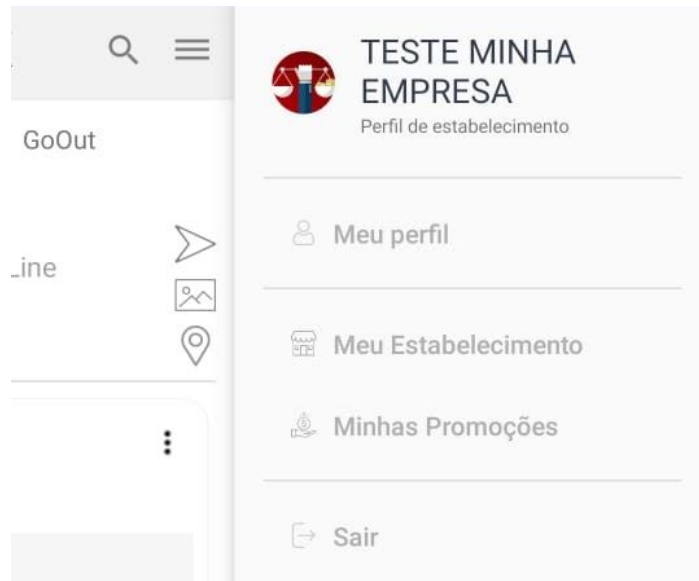 GoOut
Line
TESTE MINHA
EMPRESA
Perfil de estabelecimento
Meu perfil
Meu Estabelecimento
Minhas Promoções
Sair